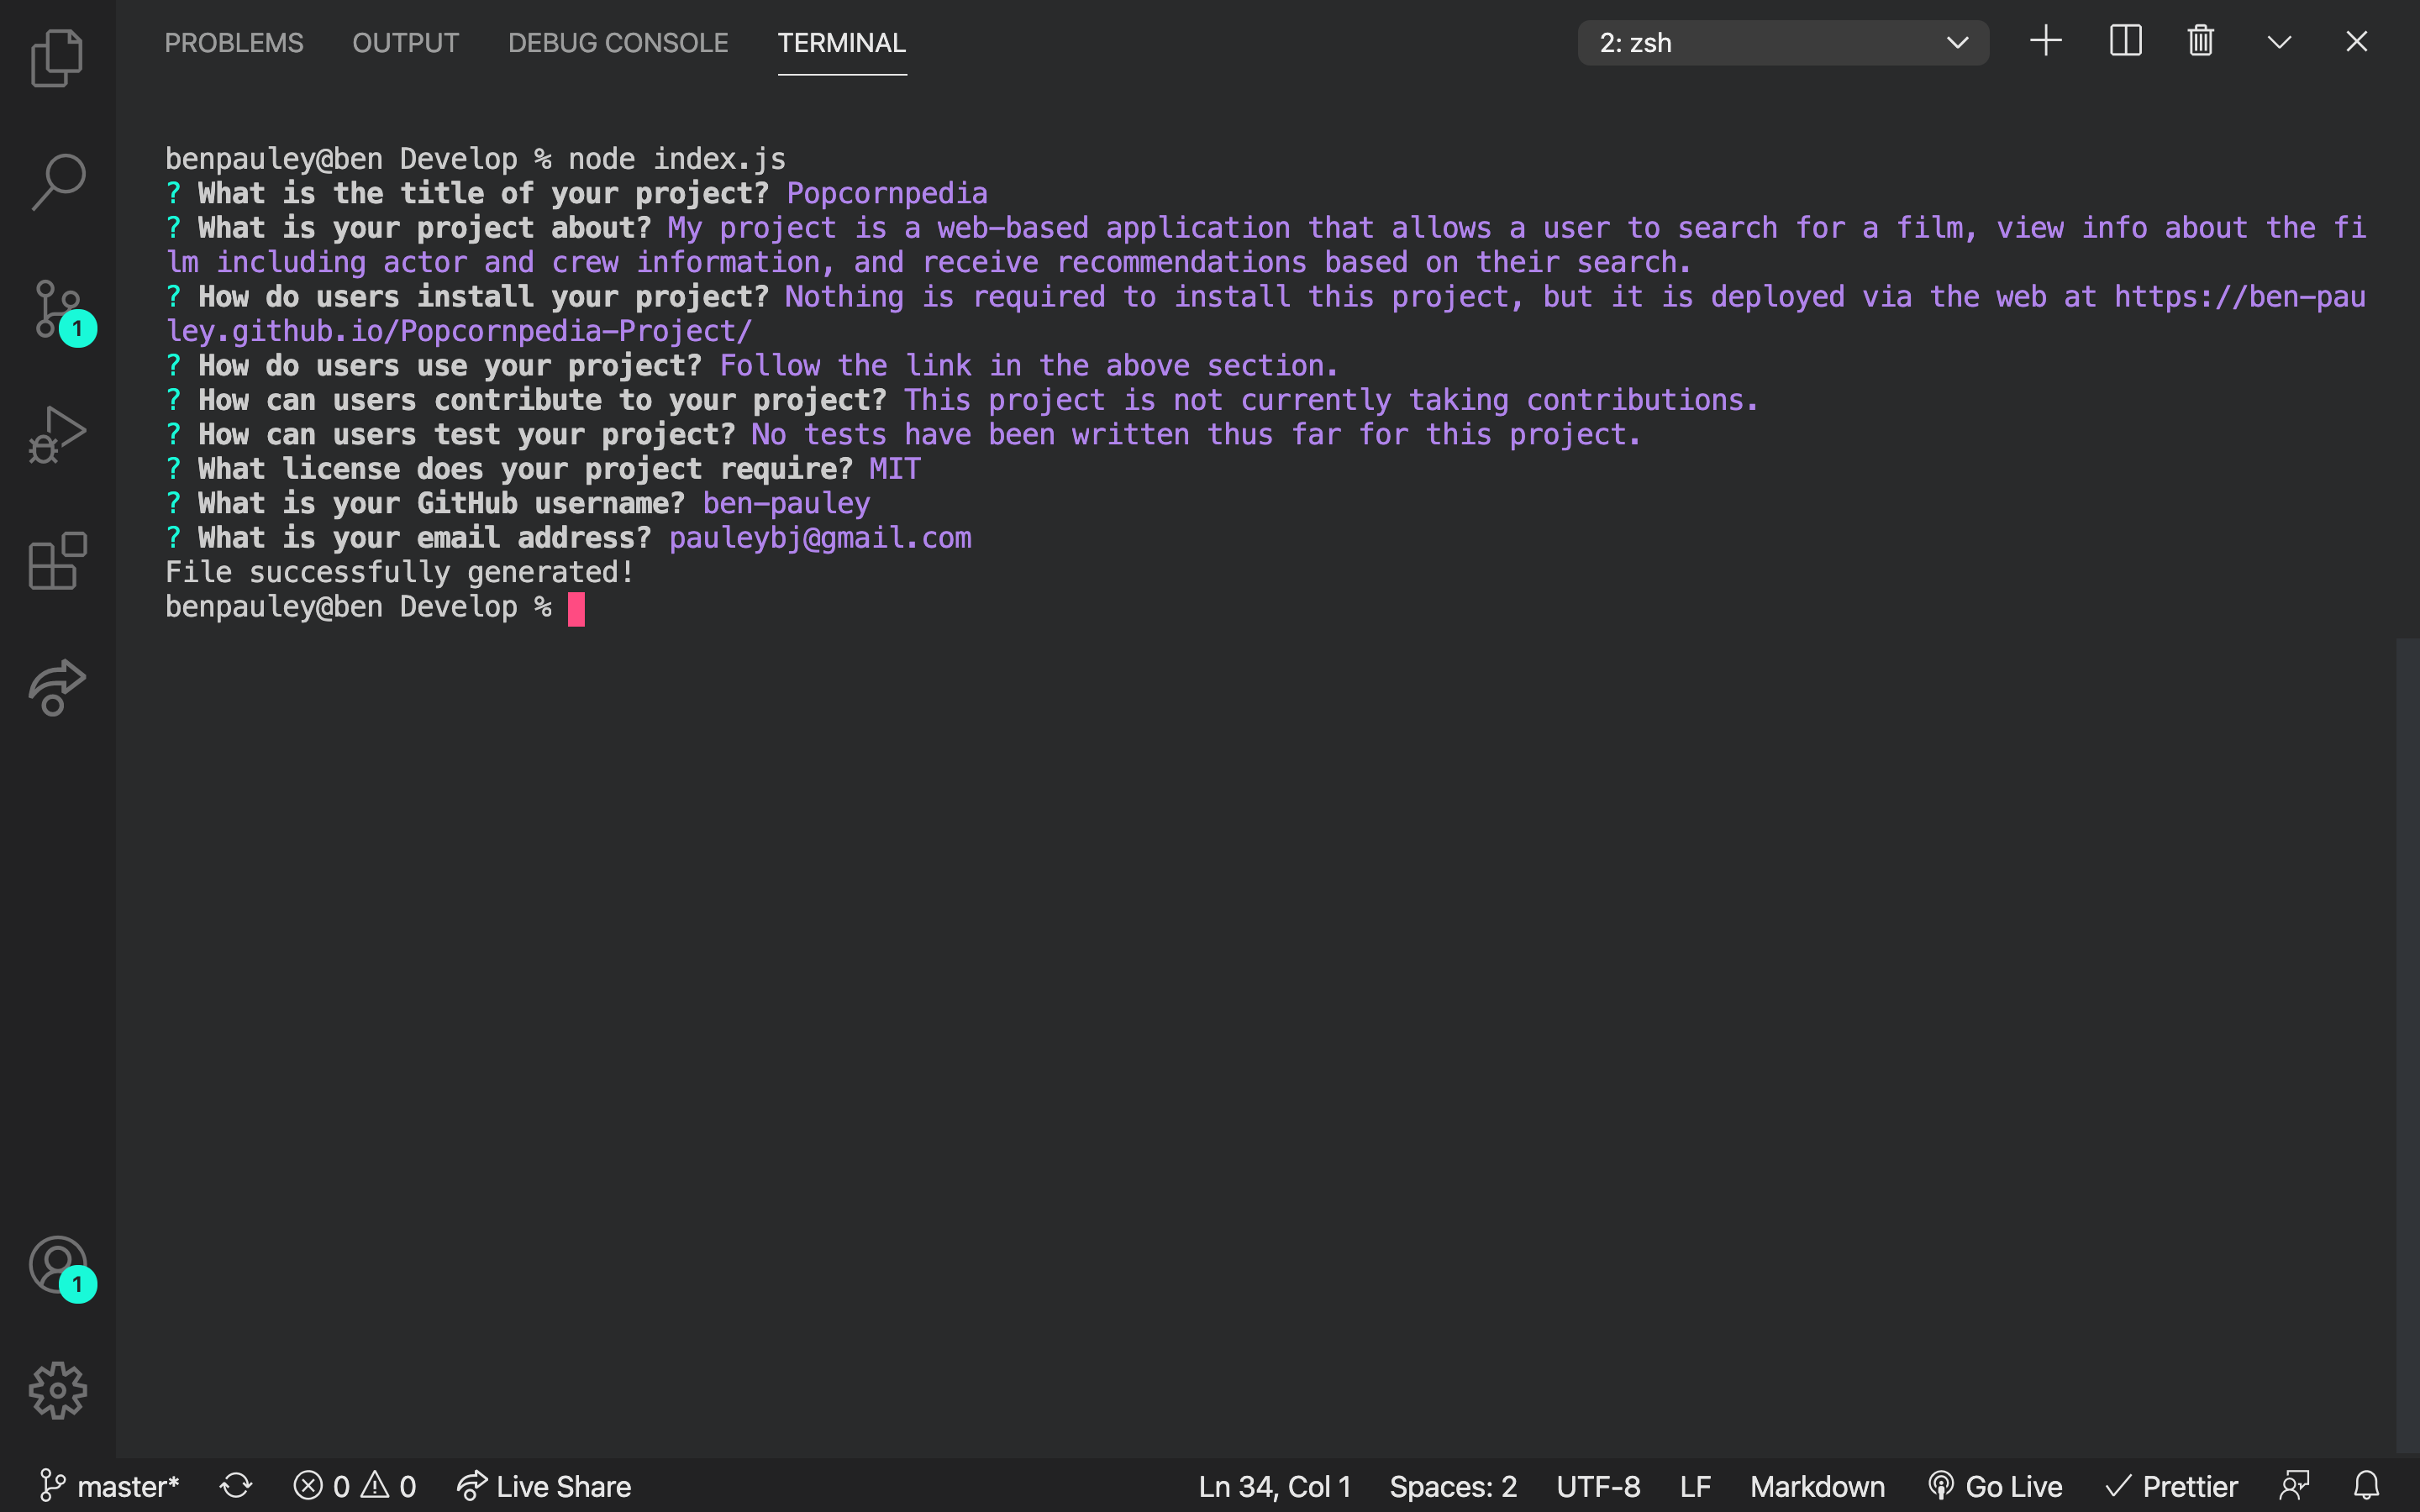 PROBLEMS OUTPUT DEBUG CONSOLE TERMINAL 2: zsh
benpauley@ben Develop % node index.js
? What is the title of your project? Popcornpedia
? What is your project about? My project is a web-based application that allows a user to search for a film, view info about the fi
lm including actor and crew information, and receive recommendations based on their search.
? How do users install your project? Nothing is required to install this project, but it is deployed via the web at https://ben-pau
ley.github.io/Popcornpedia-Project/
? How do users use your project? Follow the link in the above section.
? How can users contribute to your project? This project is not currently taking contributions.
? How can users test your project? No tests have been written thus far for this project.
? What license does your project require? MIT
? What is your GitHub username? ben-pauley
? What is your email address? pauleybj@gmail.com
File successfully generated!
benpauley@ben Develop %
1
1
master* 0 0 Live Share Ln 34, Col 1 Spaces: 2 UTF-8 LF Markdown Go Live Prettier